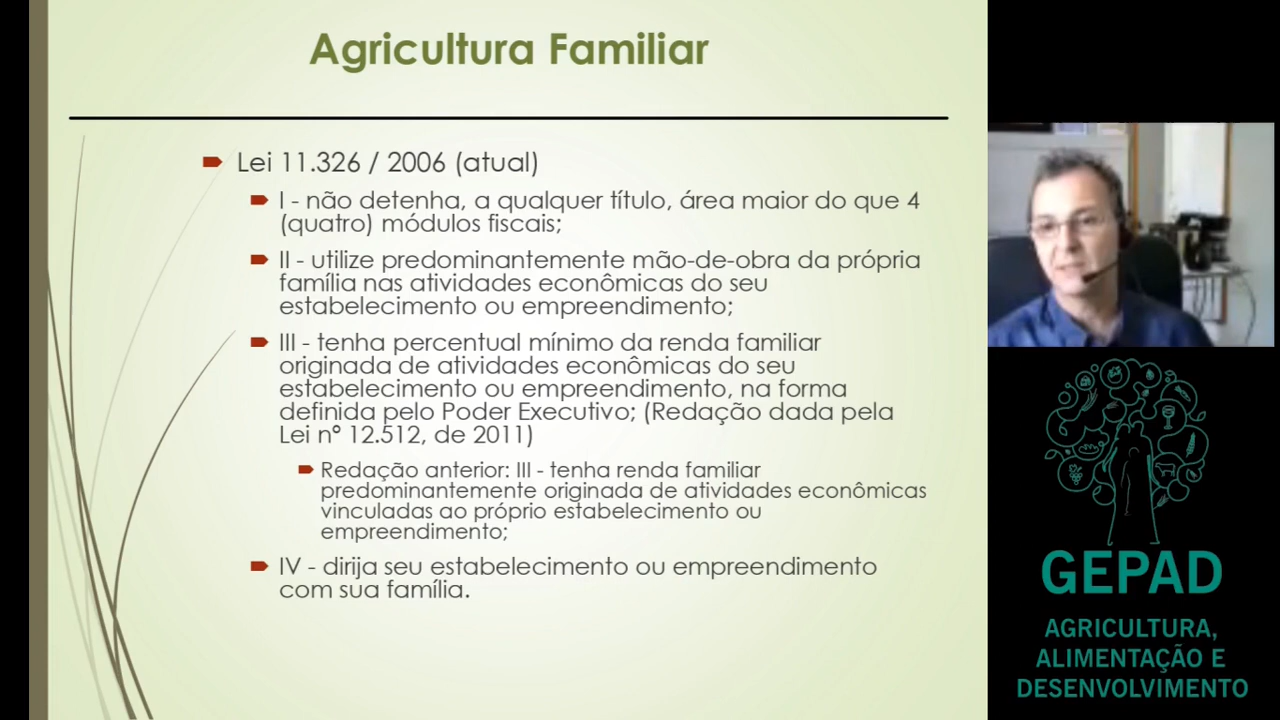 Agricultura Familiar
Lei 11.326 / 2006 (atual)
I - não detenha, a qualquer título, área maior do que 4
(quatro) módulos fiscais;
II - utilize predominantemente mão-de-obra da própria
família nas atividades econômicas do seu
estabelecimento ou empreendimento;
III - tenha percentual mínimo da renda familiar
originada de atividades econômicas do seu
estabelecimento ou empreendimento, na forma
definida pelo Poder Executivo; (Redação dada pela
Lei nº 12.512, de 2011)
Redação anterior: III - tenha renda familiar
predominantemente originada de atividades econômicas
vinculadas ao próprio estabelecimento ou
empreendimento;
IV - dirija seu estabelecimento ou empreendimento
com sua família.
GEPAD
AGRICULTURA,
ALIMENTAÇÃO E
DESENVOLVIMENTO